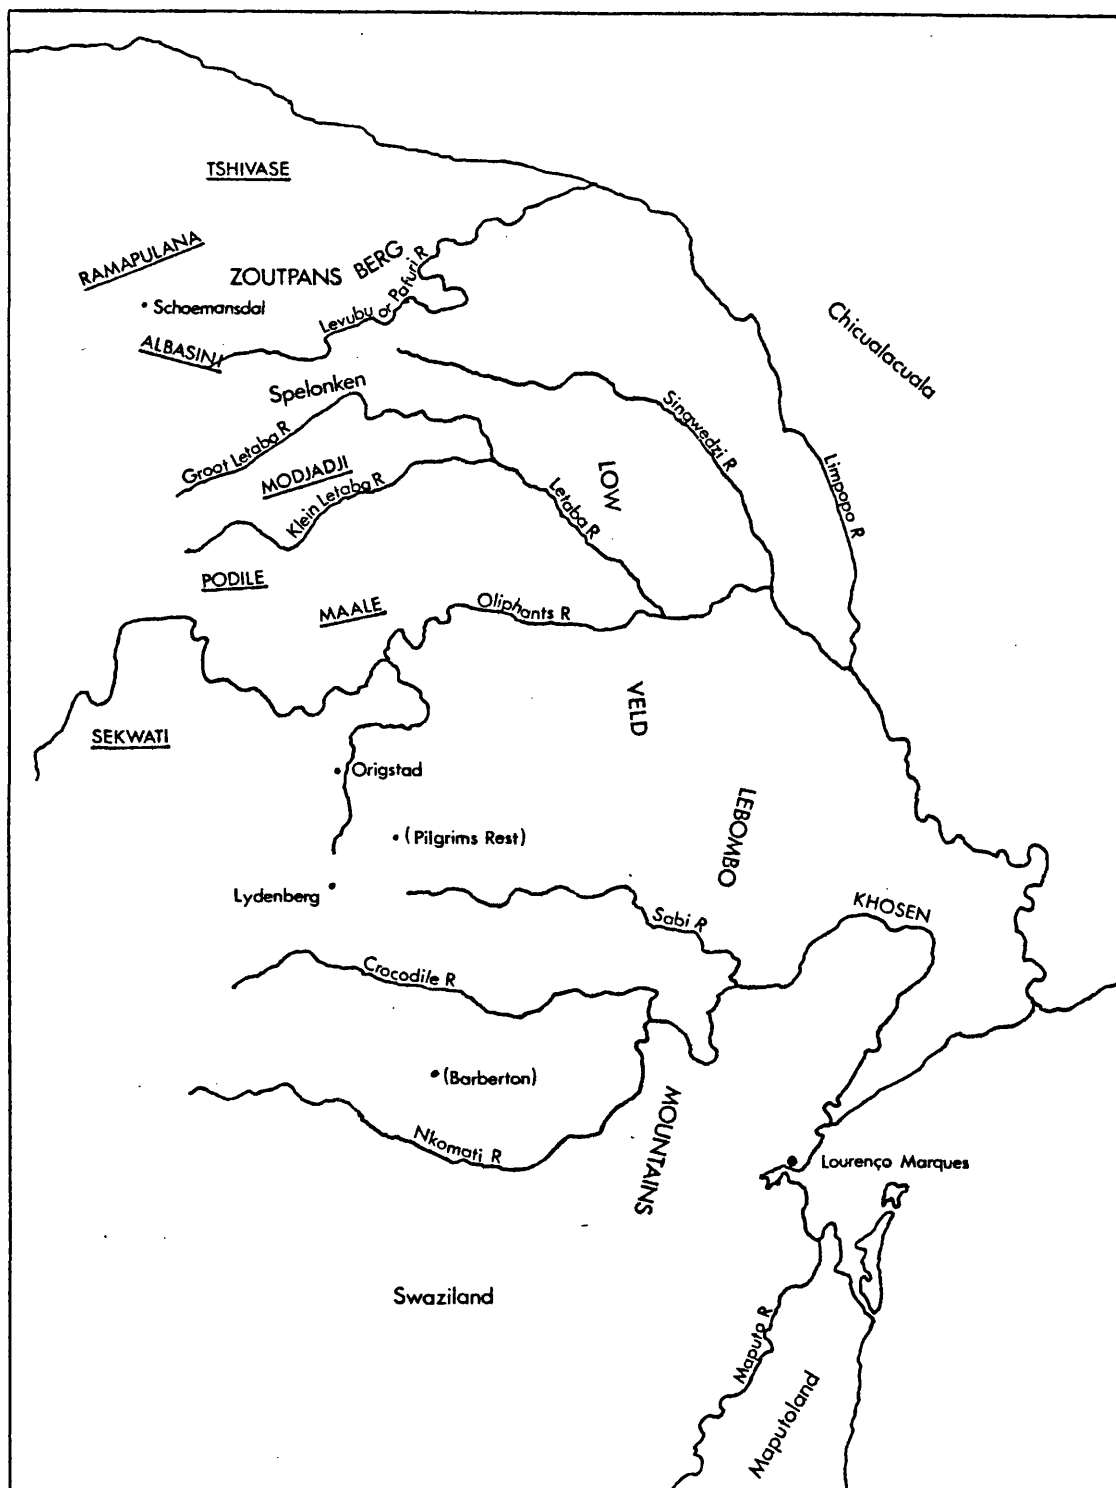 TSHIVASE
RAMAPULANA
ZOUTPANS BERG
Schoemansdal
Levubu or Pafuri R
ALBASINI
Chicualacuala
Spelonken
Groot Letaba R
MODJADJI
Klein Letaba R
Singwedzi R
LOW
Letaba R
Limpopo R
PODILE
MAALE
Oliphants R
VELD
SEKWATI
Origstad
LEBOMBO
(Pilgrims Rest)
Lydenberg
Sabi R
KHOSEN
Crocodile R
(Barberton)
MOUNTAINS
Nkomati R
Lourenço Marques
Swaziland
Maputo R
Maputoland